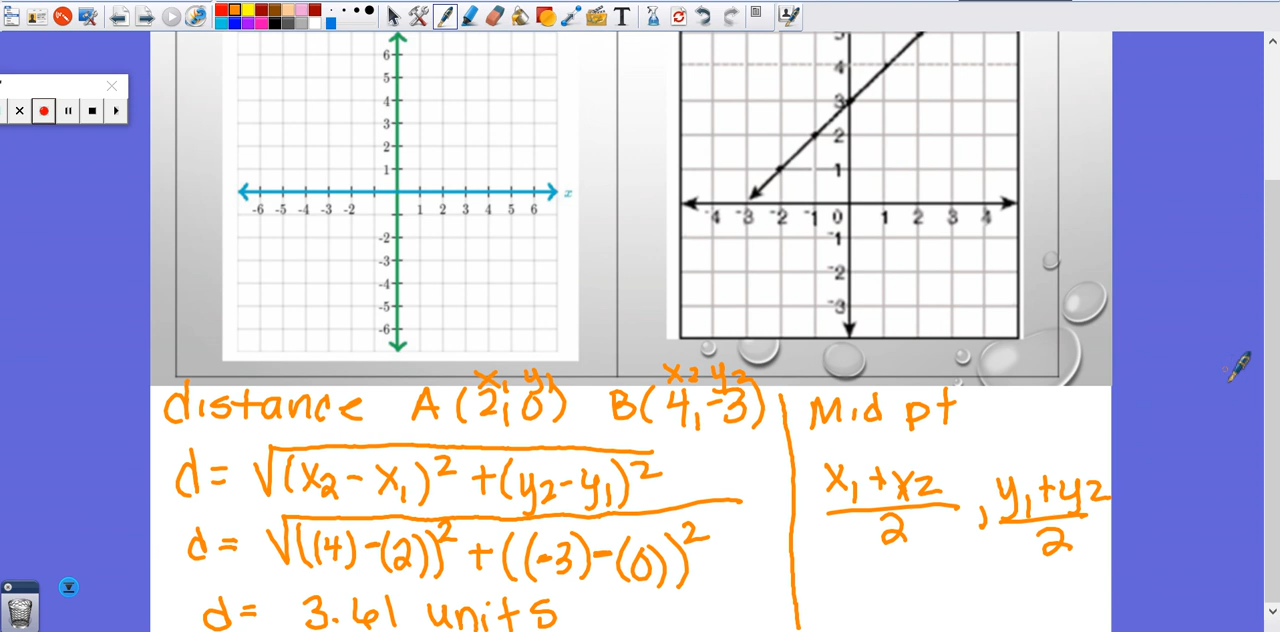 6
5
4
3
2
1
-6 -5 -4 -3 -2 1 2 3 4 5 6 x
-2
-3
-4
-5
-6
5
4
3
2
1
-4 -3 -2 -1 0 1 2 3 4
-1
-2
-3
x₁ y₁ x₂ y₂
distance A (2, 0) B(4, -3) Mid pt
d = √(x₂ - x₁)² + (y₂ - y₁)²
x₁ + x₂ / 2 , y₁ + y₂ / 2
d = √((4) - (2))² + ((-3) - (0))²
d = 3.61 units